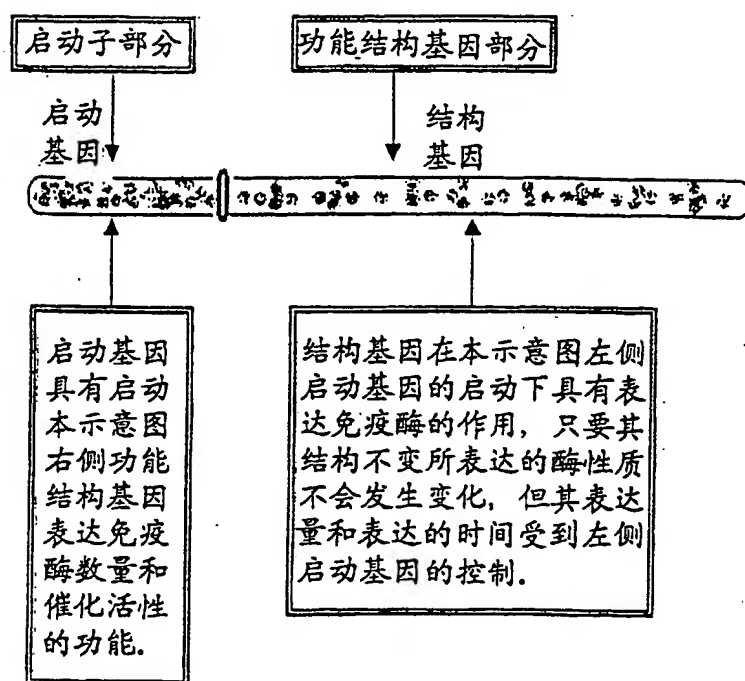 启动子部分
功能结构基因部分
启动
基因
结构
基因
启动基因
具有启动
本示意图
右侧功能
结构基因
表达免疫
酶数量和
催化活性
的功能.
结构基因在本示意图左侧
启动基因的启动下具有表
达免疫酶的作用，只要其
结构不变所表达的酶性质
不会发生变化，但其表达
量和表达的时间受到左侧
启动基因的控制.